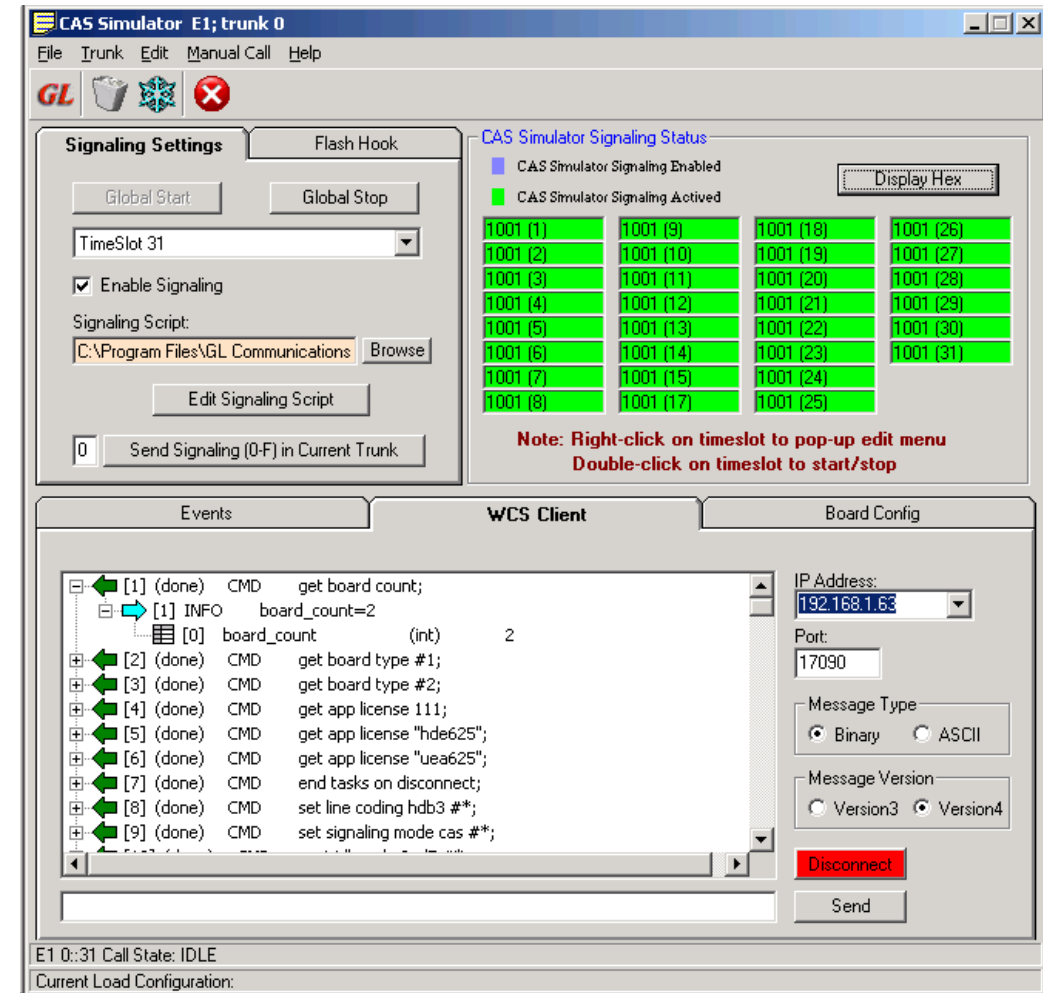 CAS Simulator E1; trunk 0
File Trunk Edit Manual Call Help
GL
Signaling Settings
Flash Hook
Global Start
Global Stop
TimeSlot 31
Enable Signaling
Signaling Script:
C:\Program Files\GL Communications
Browse
Edit Signaling Script
0
Send Signaling (0-F) in Current Trunk
CAS Simulator Signaling Status
CAS Simulator Signaling Enabled
CAS Simulator Signaling Actived
Display Hex
1001 (1) 1001 (9) 1001 (18) 1001 (26)
1001 (2) 1001 (10) 1001 (19) 1001 (27)
1001 (3) 1001 (11) 1001 (20) 1001 (28)
1001 (4) 1001 (12) 1001 (21) 1001 (29)
1001 (5) 1001 (13) 1001 (22) 1001 (30)
1001 (6) 1001 (14) 1001 (23) 1001 (31)
1001 (7) 1001 (15) 1001 (24)
1001 (8) 1001 (17) 1001 (25)
Note: Right-click on timeslot to pop-up edit menu
Double-click on timeslot to start/stop
Events
WCS Client
Board Config
[1] (done) CMD get board count;
[1] INFO board_count=2
[0] board_count (int) 2
[2] (done) CMD get board type #1;
[3] (done) CMD get board type #2;
[4] (done) CMD get app license 111;
[5] (done) CMD get app license "hde625";
[6] (done) CMD get app license "uea625";
[7] (done) CMD end tasks on disconnect;
[8] (done) CMD set line coding hdb3 #*;
[9] (done) CMD set signaling mode cas #*;
IP Address:
192.168.1.63
Port:
17090
Message Type
Binary ASCII
Message Version
Version3 Version4
Disconnect
Send
E1 0::31 Call State: IDLE
Current Load Configuration: